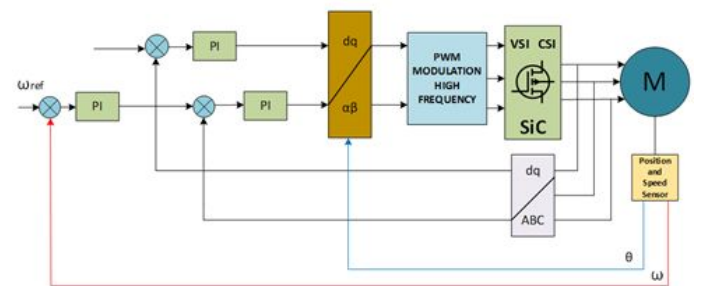 PI
dq
αβ
PWM
MODULATION
HIGH
FREQUENCY
VSI CSI
SiC
M
ωref
PI
PI
dq
ABC
Position
and
Speed
Sensor
θ
ω